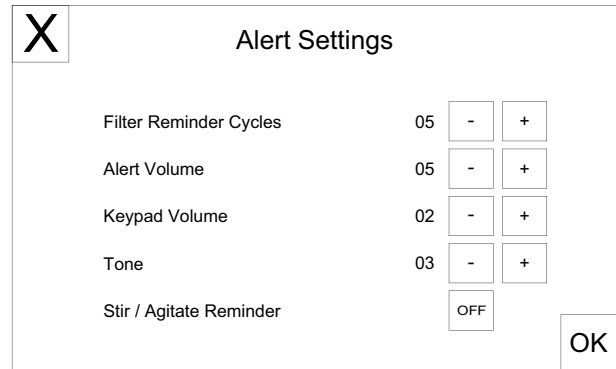 X
Alert Settings
Filter Reminder Cycles 05 - +
Alert Volume 05 - +
Keypad Volume 02 - +
Tone 03 - +
Stir / Agitate Reminder OFF
OK